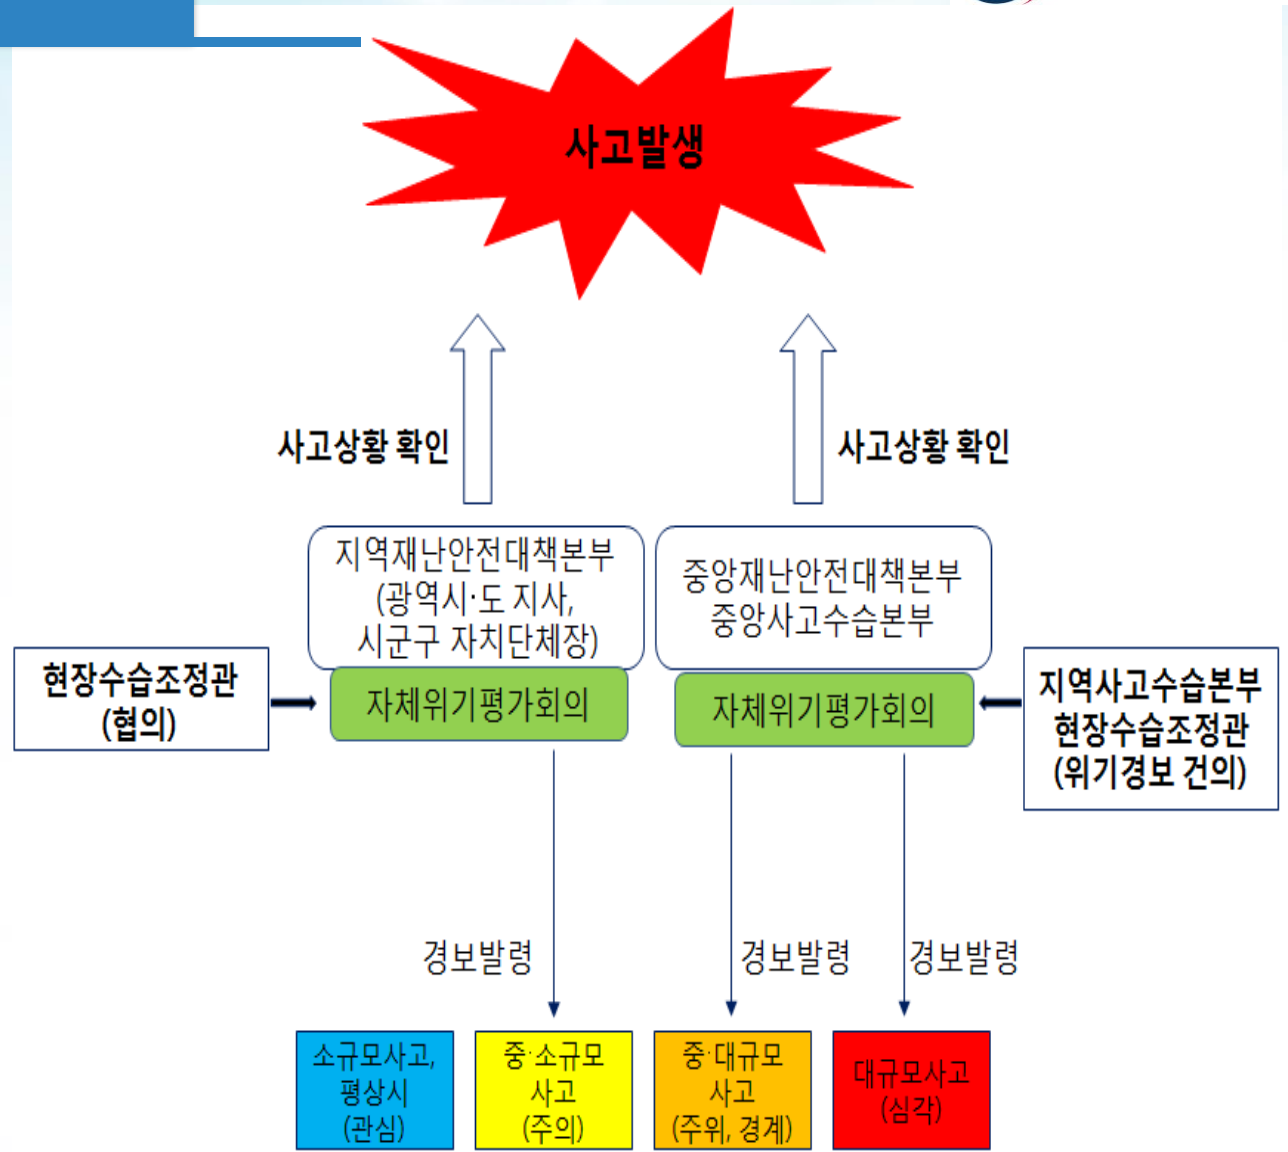 사고발생
사고상황 확인
사고상황 확인
지역재난안전대책본부
(광역시·도 지사,
시군구 자치단체장)
중앙재난안전대책본부
중앙사고수습본부
현장수습조정관
(협의)
자체위기평가회의
자체위기평가회의
지역사고수습본부
현장수습조정관
(위기경보 건의)
경보발령
경보발령
경보발령
소규모사고,
평상시
(관심)
중·소규모
사고
(주의)
중·대규모
사고
(주위, 경계)
대규모사고
(심각)